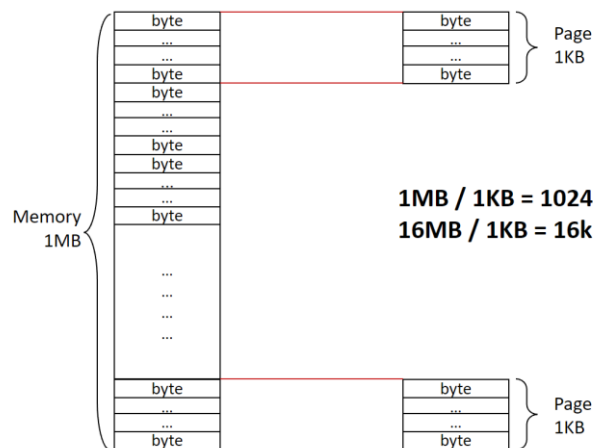 byte
...
...
byte
byte
...
...
byte
byte
...
...
byte
...
...
...
...
byte
...
...
byte
Memory
1MB
byte
...
...
byte
Page
1KB
1MB / 1KB = 1024
16MB / 1KB = 16k
byte
...
...
byte
Page
1KB